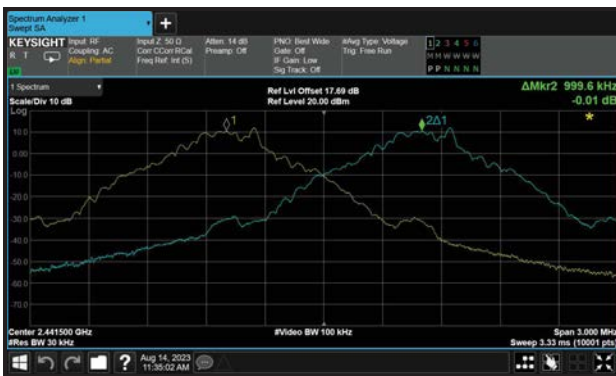 Spectrum Analyzer 1
Swept SA
+
KEYSIGHT
R T
Input: RF
Coupling: AC
Align: Partial
Input Z: 50 Ω
Corr CCorr RCal
Freq Ref: Int (S)
Atten: 14 dB
Preamp: Off
PNO: Best Wide
Gate: Off
IF Gain: Low
Sig Track: Off
#Avg Type: Voltage
Trig: Free Run
1 2 3 4 5 6
M M W W W W
P P N N N N
1 Spectrum
Scale/Div 10 dB
Ref Lvl Offset 17.69 dB
Ref Level 20.00 dBm
ΔMkr2 999.6 kHz
-0.01 dB
Log
1
2Δ1
10.0
0.00
-10.0
-20.0
-30.0
-40.0
-50.0
-60.0
-70.0
Center 2.441500 GHz
#Res BW 30 kHz
#Video BW 100 kHz
Span 3.000 MHz
Sweep 3.33 ms (10001 pts)
?
Aug 14, 2023
11:35:02 AM